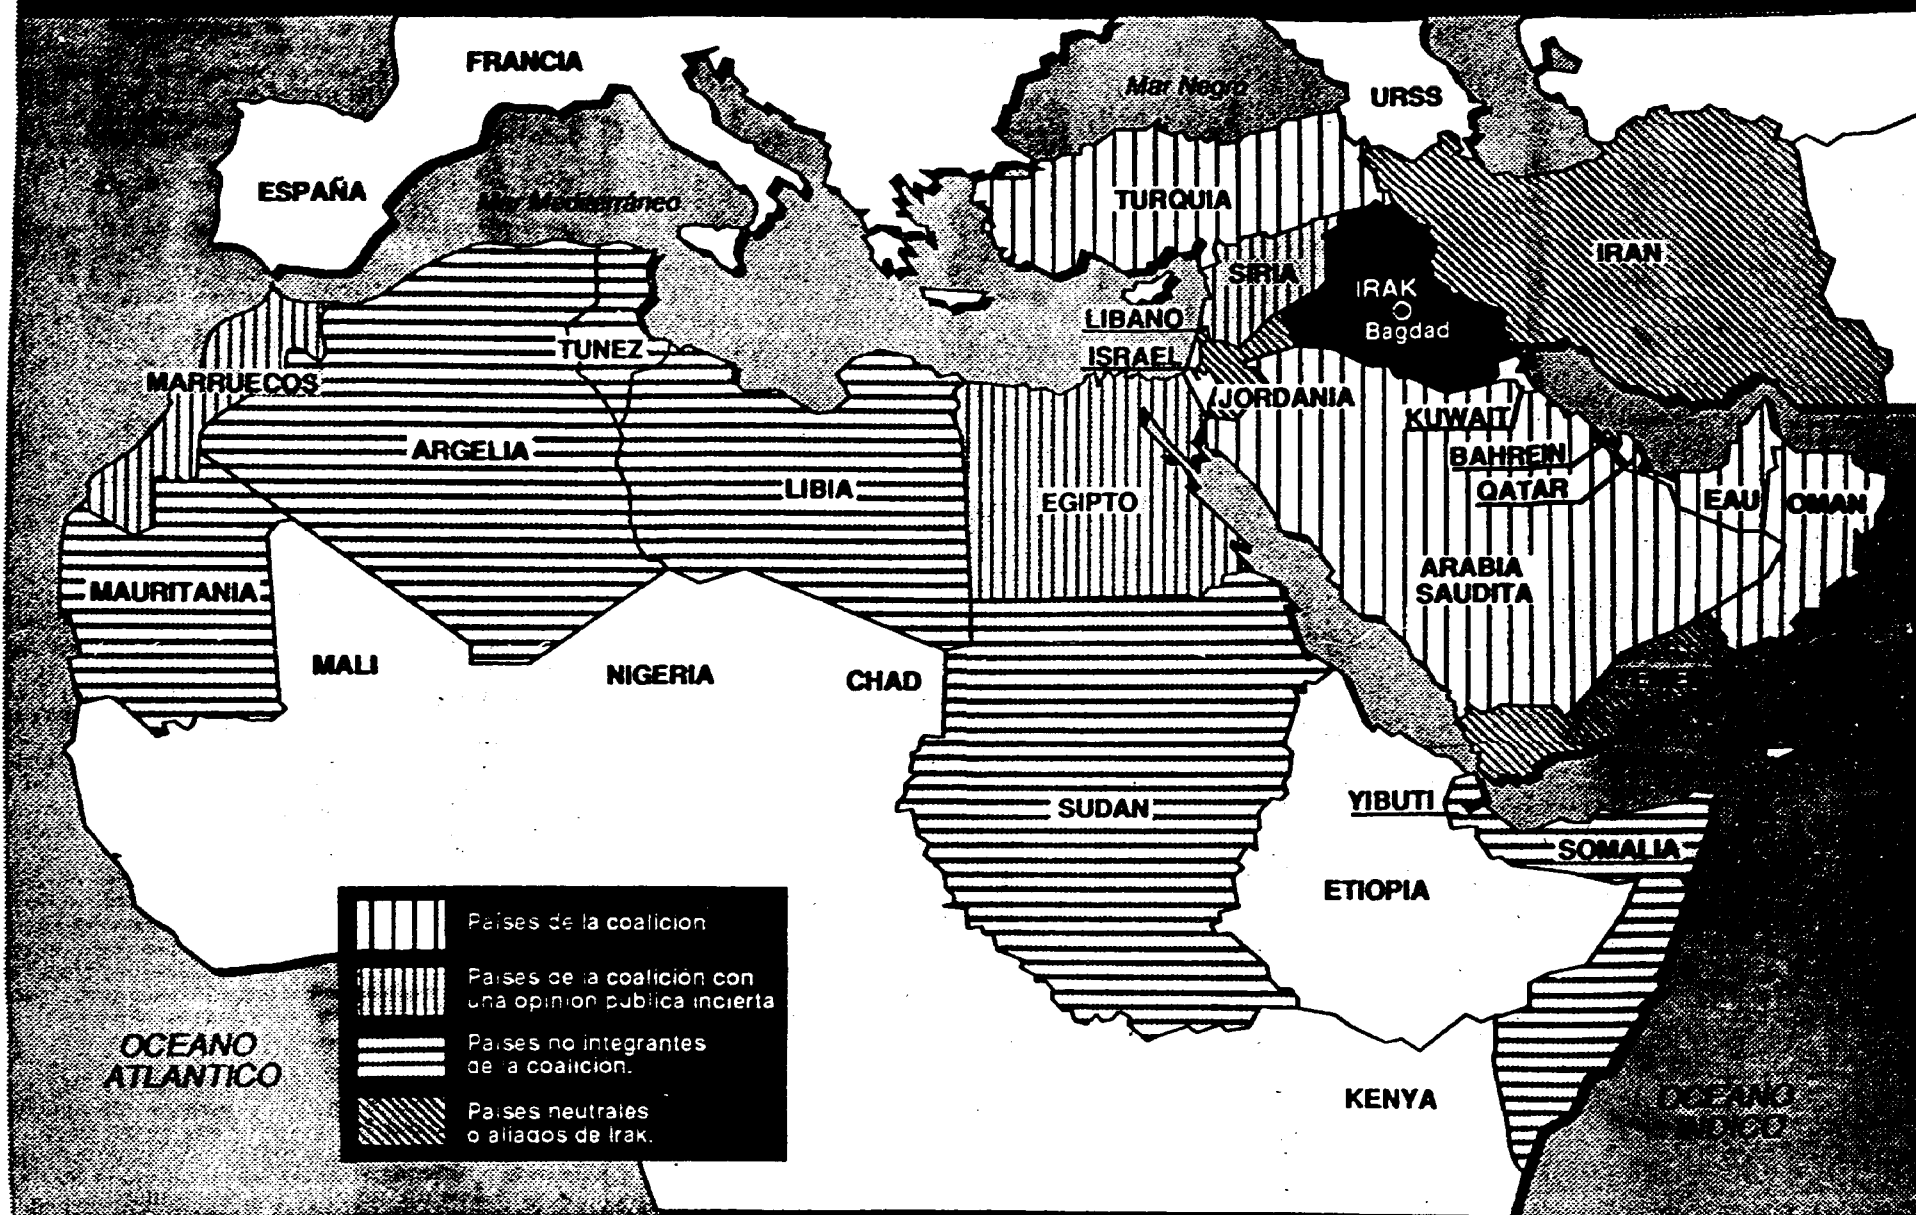 FRANCIA
Mar Negro
URSS
ESPAÑA
Mar Mediterráneo
TURQUIA
IRAN
SIRIA
IRAK
Bagdad
LIBANO
ISRAEL
TUNEZ
MARRUECOS
JORDANIA
KUWAIT
ARGELIA
BAHREIN
LIBIA
QATAR
EGIPTO
EAU
OMAN
ARABIA
SAUDITA
MAURITANIA
MALI
NIGERIA
CHAD
SUDAN
YIBUTI
SOMALIA
ETIOPIA
KENYA
OCEANO
ATLANTICO
OCEANO
INDICO
Países de la coalicion
Países de la coalición con
una opinion publica incierta
Países no integrantes
de la coalicion.
Países neutrales
o aliados de Irak.